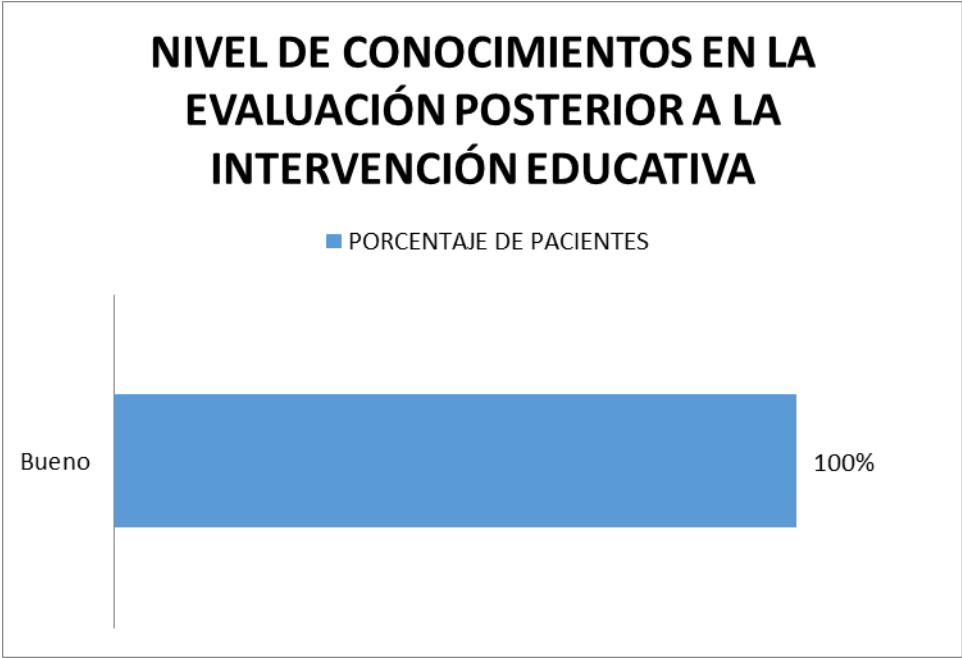 NIVEL DE CONOCIMIENTOS EN LA
EVALUACIÓN POSTERIOR A LA
INTERVENCIÓN EDUCATIVA
PORCENTAJE DE PACIENTES
Bueno
100%